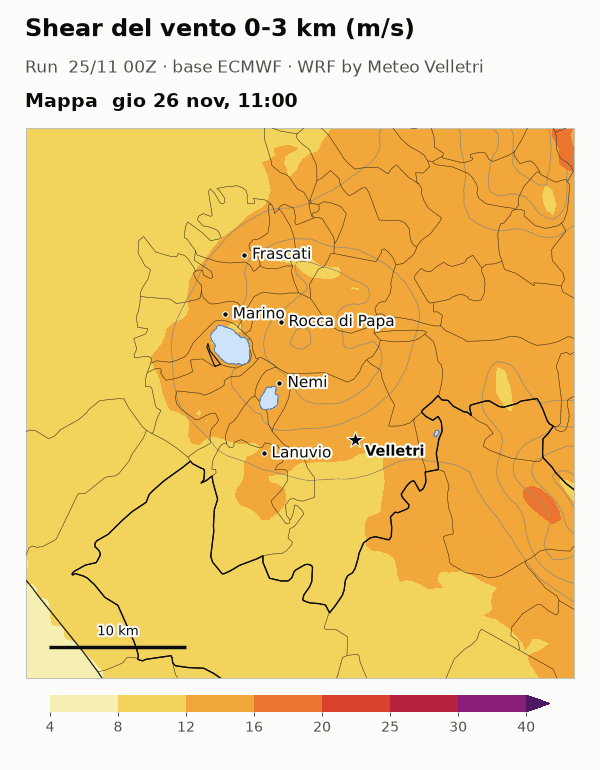 Shear del vento 0-3 km (m/s)
Run  25/11 00Z · base ECMWF · WRF by Meteo Velletri
Mappa  gio 26 nov, 11:00
Frascati
Marino
Rocca di Papa
Nemi
Velletri
Lanuvio
10 km
4 8 12 16 20 25 30 40